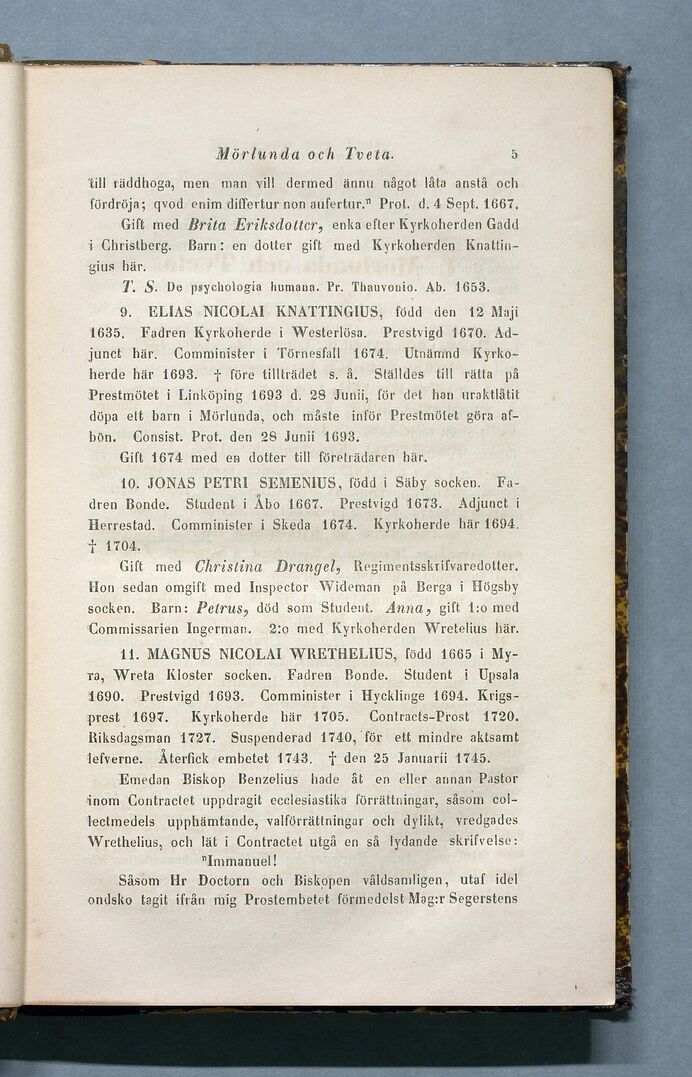 Mörlunda och Tveta. 5
till räddhoga, men man vill dermed ännu något låta anstå och
fördröja; qvod enim differtur non aufertur." Prot. d. 4 Sept. 1667.
Gift med Brita Eriksdotter, enka efter Kyrkoherden Gadd
i Christberg. Barn: en dotter gift med Kyrkoherden Knattin-
gius här.
T. S. De psychologia humana. Pr. Thauvonio. Ab. 1653.
9. ELIAS NICOLAI KNATTINGIUS, född den 12 Maji
1635. Fadren Kyrkoherde i Westerlösa. Prestvigd 1670. Ad-
junct här. Comminister i Törnesfall 1674. Utnämnd Kyrko-
herde här 1693. † före tillträdet s. å. Ställdes till rätta på
Prestmötet i Linköping 1693 d. 28 Junii, för det han uraktlåtit
döpa ett barn i Mörlunda, och måste inför Prestmötet göra af-
bön. Consist. Prot. den 28 Junii 1693.
Gift 1674 med en dotter till företrädaren här.
10. JONAS PETRI SEMENIUS, född i Säby socken. Fa-
dren Bonde. Student i Åbo 1667. Prestvigd 1673. Adjunct i
Herrestad. Comminister i Skeda 1674. Kyrkoherde här 1694.
† 1704.
Gift med Christina Drangel, Regimentsskrifvaredotter.
Hon sedan omgift med Inspector Wideman på Berga i Högsby
socken. Barn: Petrus, död som Student. Anna, gift 1:o med
Commissarien Ingerman. 2:o med Kyrkoherden Wretelius här.
11. MAGNUS NICOLAI WRETHELIUS, född 1665 i My-
ra, Wreta Kloster socken. Fadren Bonde. Student i Upsala
1690. Prestvigd 1693. Comminister i Hycklinge 1694. Krigs-
prest 1697. Kyrkoherde här 1705. Contracts-Prost 1720.
Riksdagsman 1727. Suspenderad 1740, för ett mindre aktsamt
lefverne. Återfick embetet 1743. † den 25 Januarii 1745.
Emedan Biskop Benzelius hade åt en eller annan Pastor
inom Contractet uppdragit ecclesiastika förrättningar, såsom col-
lectmedels upphämtande, valförrättningar och dylikt, vredgades
Wrethelius, och lät i Contractet utgå en så lydande skrifvelse:
"Immanuel!
Såsom Hr Doctorn och Biskopen våldsamligen, utaf idel
ondsko tagit ifrån mig Prostembetet förmedelst Mag:r Segerstens